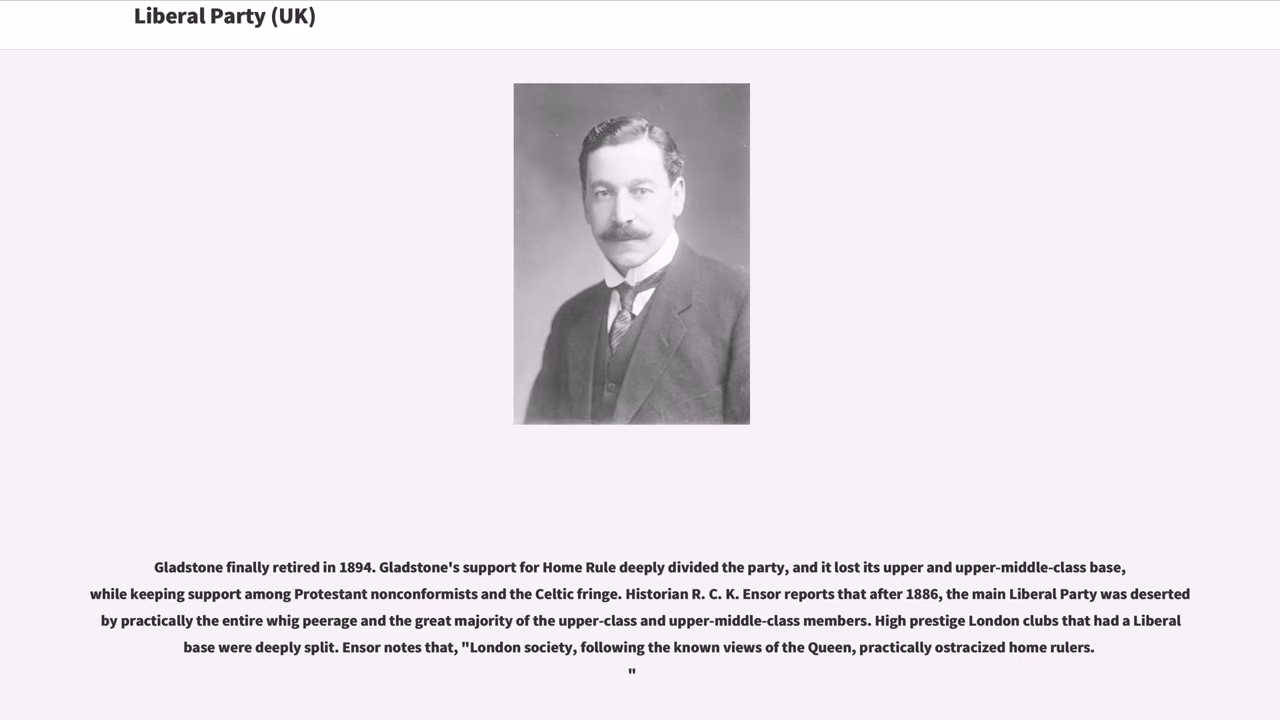 Liberal Party (UK)
Gladstone finally retired in 1894. Gladstone's support for Home Rule deeply divided the party, and it lost its upper and upper-middle-class base,
while keeping support among Protestant nonconformists and the Celtic fringe. Historian R. C. K. Ensor reports that after 1886, the main Liberal Party was deserted
by practically the entire whig peerage and the great majority of the upper-class and upper-middle-class members. High prestige London clubs that had a Liberal
base were deeply split. Ensor notes that, "London society, following the known views of the Queen, practically ostracized home rulers.
"